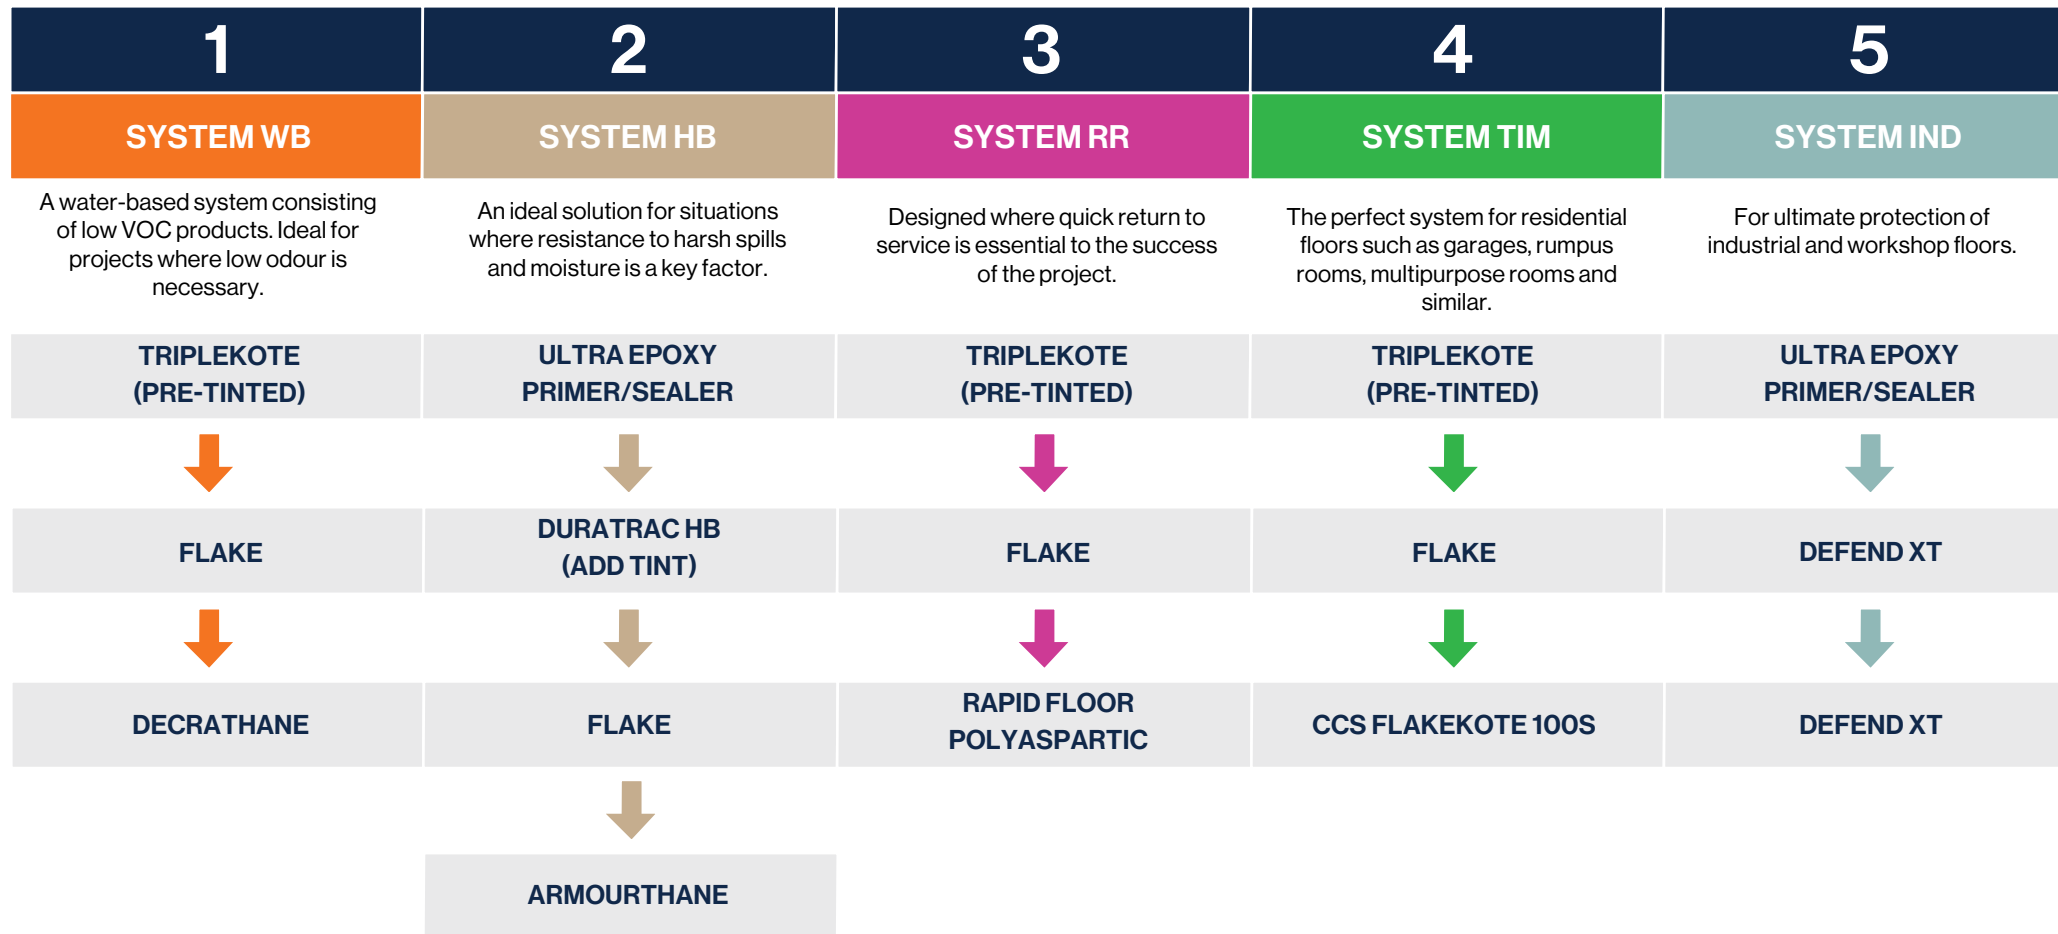 1
2
3
4
5
SYSTEM WB
SYSTEM HB
SYSTEM RR
SYSTEM TIM
SYSTEM IND
A water-based system consisting
of low VOC products. Ideal for
projects where low odour is
necessary.
An ideal solution for situations
where resistance to harsh spills
and moisture is a key factor.
Designed where quick return to
service is essential to the success
of the project.
The perfect system for residential
floors such as garages, rumpus
rooms, multipurpose rooms and
similar.
For ultimate protection of
industrial and workshop floors.
TRIPLEKOTE
(PRE-TINTED)
ULTRA EPOXY
PRIMER/SEALER
TRIPLEKOTE
(PRE-TINTED)
TRIPLEKOTE
(PRE-TINTED)
ULTRA EPOXY
PRIMER/SEALER
FLAKE
DURATRAC HB
(ADD TINT)
FLAKE
FLAKE
DEFEND XT
DECRATHANE
FLAKE
RAPID FLOOR
POLYASPARTIC
CCS FLAKEKOTE 100S
DEFEND XT
ARMOURTHANE